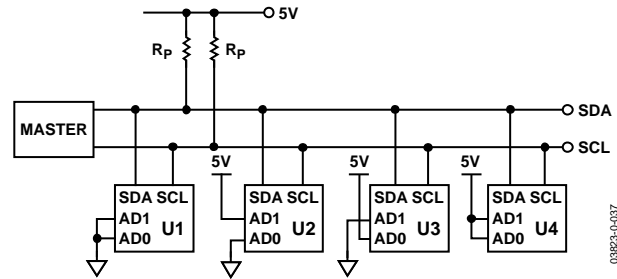 5V
RP RP
SDA
MASTER
SCL
5V 5V 5V
SDA SCL SDA SCL SDA SCL SDA SCL
AD1 U1 AD1 U2 AD1 U3 AD1 U4
AD0 AD0 AD0 AD0
03823-0-037